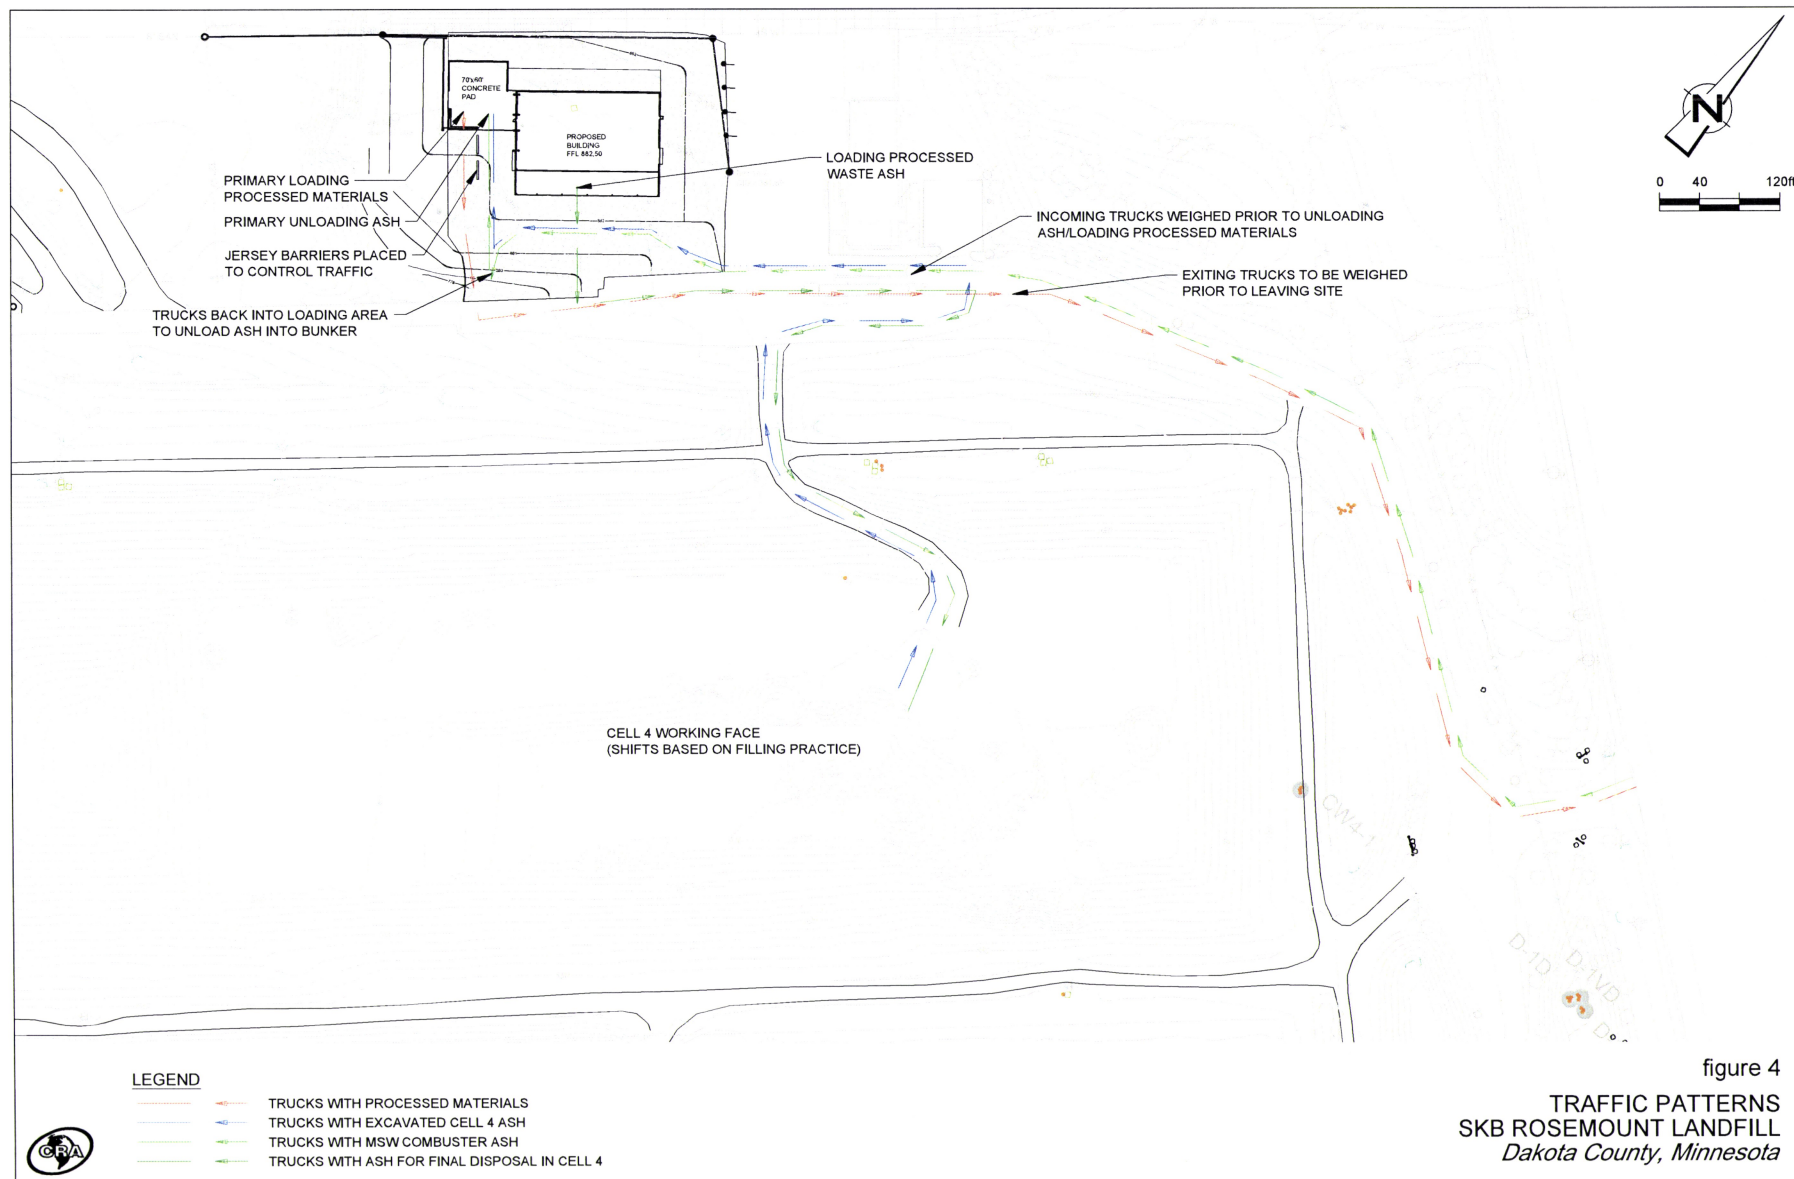 70'x60'
CONCRETE
PAD
PROPOSED
BUILDING
FFL 882.50
N
0 40 120ft
LOADING PROCESSED
WASTE ASH
PRIMARY LOADING
PROCESSED MATERIALS
PRIMARY UNLOADING ASH
JERSEY BARRIERS PLACED
TO CONTROL TRAFFIC
TRUCKS BACK INTO LOADING AREA
TO UNLOAD ASH INTO BUNKER
INCOMING TRUCKS WEIGHED PRIOR TO UNLOADING
ASH/LOADING PROCESSED MATERIALS
EXITING TRUCKS TO BE WEIGHED
PRIOR TO LEAVING SITE
CELL 4 WORKING FACE
(SHIFTS BASED ON FILLING PRACTICE)
CW4-1
D-1D
D-1VD
LEGEND
TRUCKS WITH PROCESSED MATERIALS
TRUCKS WITH EXCAVATED CELL 4 ASH
TRUCKS WITH MSW COMBUSTER ASH
TRUCKS WITH ASH FOR FINAL DISPOSAL IN CELL 4
CRA
figure 4
TRAFFIC PATTERNS
SKB ROSEMOUNT LANDFILL
Dakota County, Minnesota